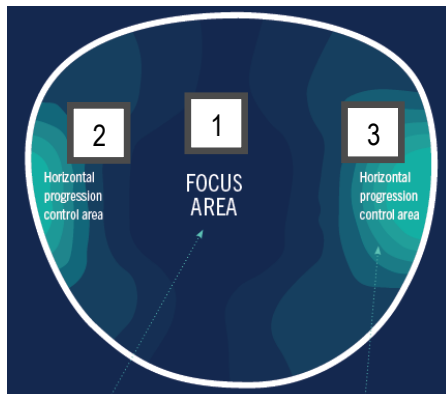 1
2
3
FOCUS
AREA
Horizontal
progression
control area
Horizontal
progression
control area